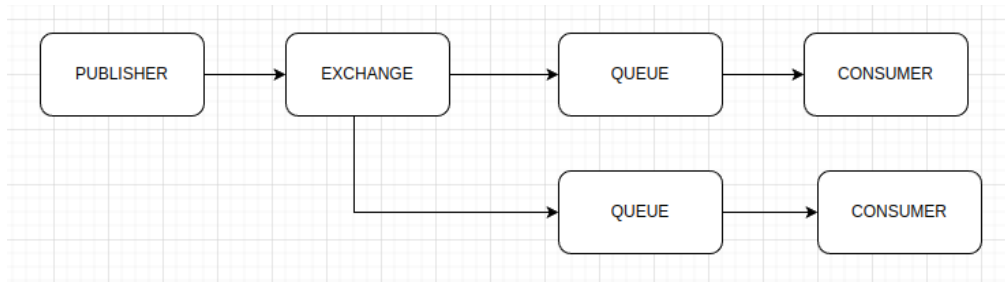 PUBLISHER
EXCHANGE
QUEUE
CONSUMER
QUEUE
CONSUMER